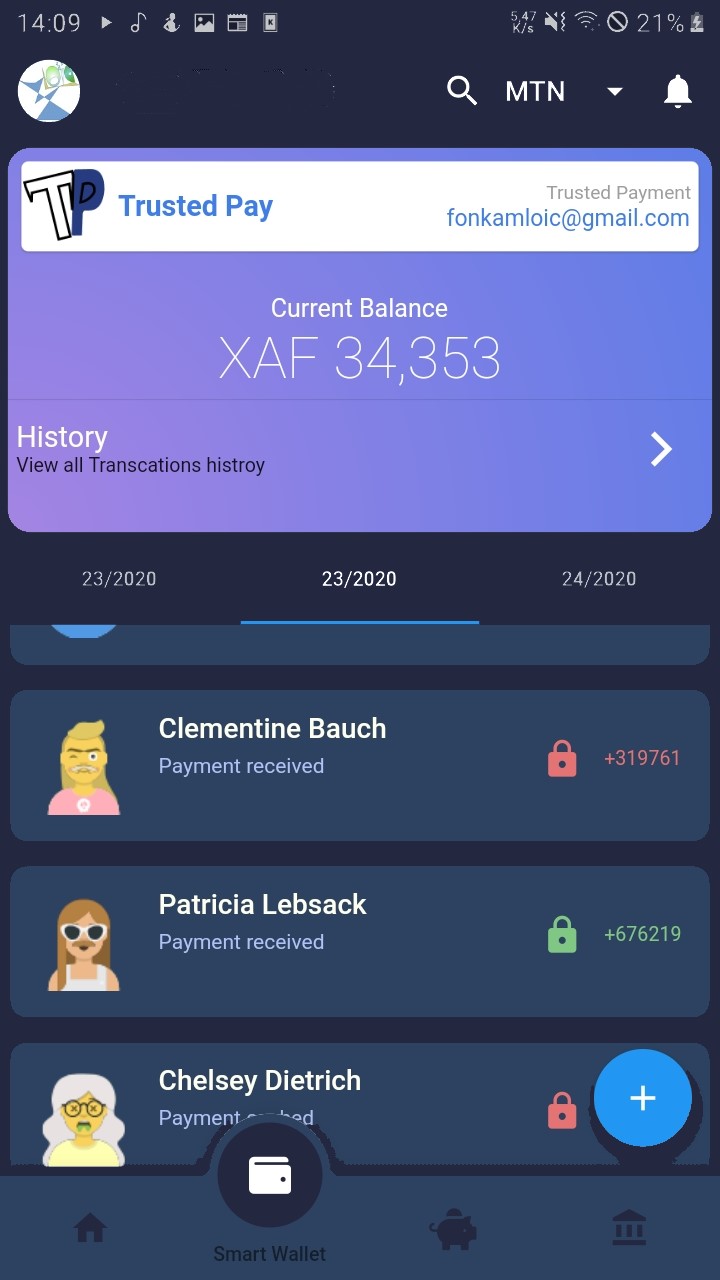 14:09
5,47
K/s
21%
MTN
TP
Trusted Pay
Trusted Payment
fonkamloic@gmail.com
Current Balance
XAF 34,353
History
View all Transcations histroy
23/2020
23/2020
24/2020
Clementine Bauch
Payment received
+319761
Patricia Lebsack
Payment received
+676219
Chelsey Dietrich
Payment
Smart Wallet